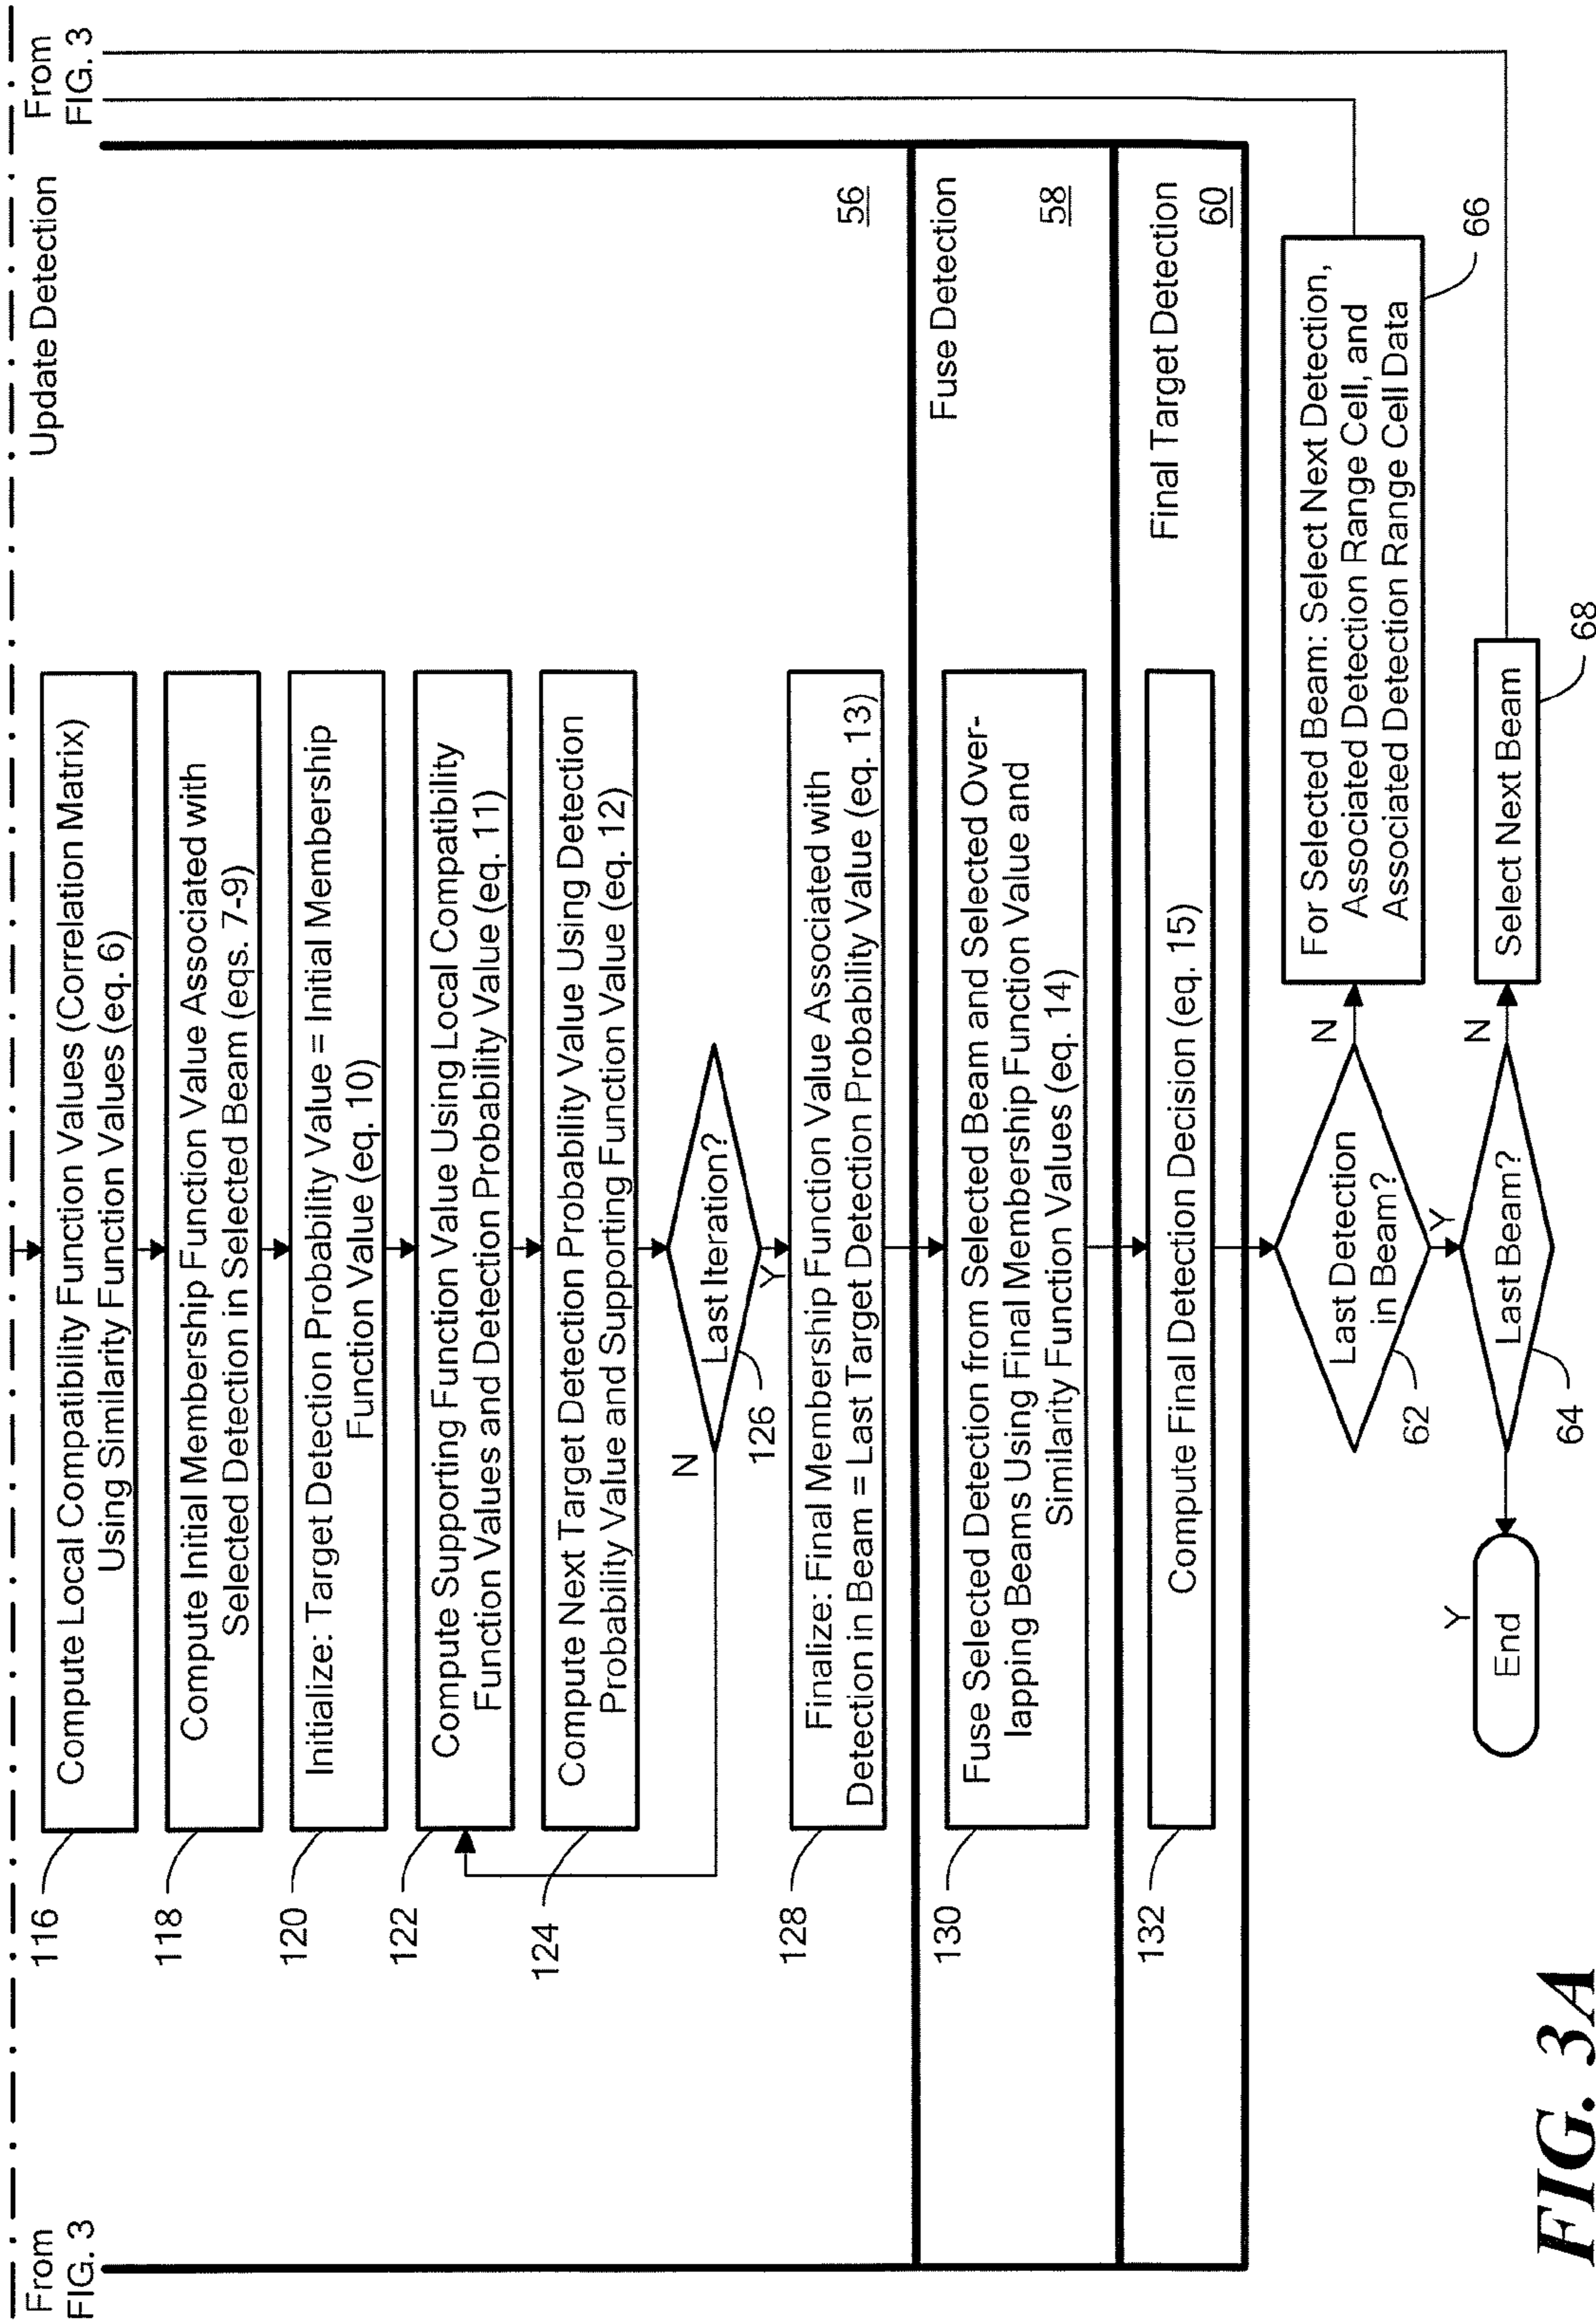 From
FIG. 3
Update Detection
From
FIG. 3
116
Compute Local Compatibility Function Values (Correlation Matrix)
Using Similarity Function Values (eq. 6)
118
Compute Initial Membership Function Value Associated with
Selected Detection in Selected Beam (eqs. 7-9)
120
Initialize: Target Detection Probability Value = Initial Membership
Function Value (eq. 10)
122
Compute Supporting Function Value Using Local Compatibility
Function Values and Detection Probability Value (eq. 11)
124
Compute Next Target Detection Probability Value Using Detection
Probability Value and Supporting Function Value (eq. 12)
N
Last Iteration?
126
Y
128
Finalize: Final Membership Function Value Associated with
Detection in Beam = Last Target Detection Probability Value (eq. 13)
56
Fuse Detection
130
Fuse Selected Detection from Selected Beam and Selected Over-
lapping Beams Using Final Membership Function Value and
Similarity Function Values (eq. 14)
58
Final Target Detection
132
Compute Final Detection Decision (eq. 15)
60
Last Detection
in Beam?
62
N
For Selected Beam: Select Next Detection,
Associated Detection Range Cell, and
Associated Detection Range Cell Data
66
Y
Last Beam?
64
N
Select Next Beam
68
Y
End
FIG. 3A